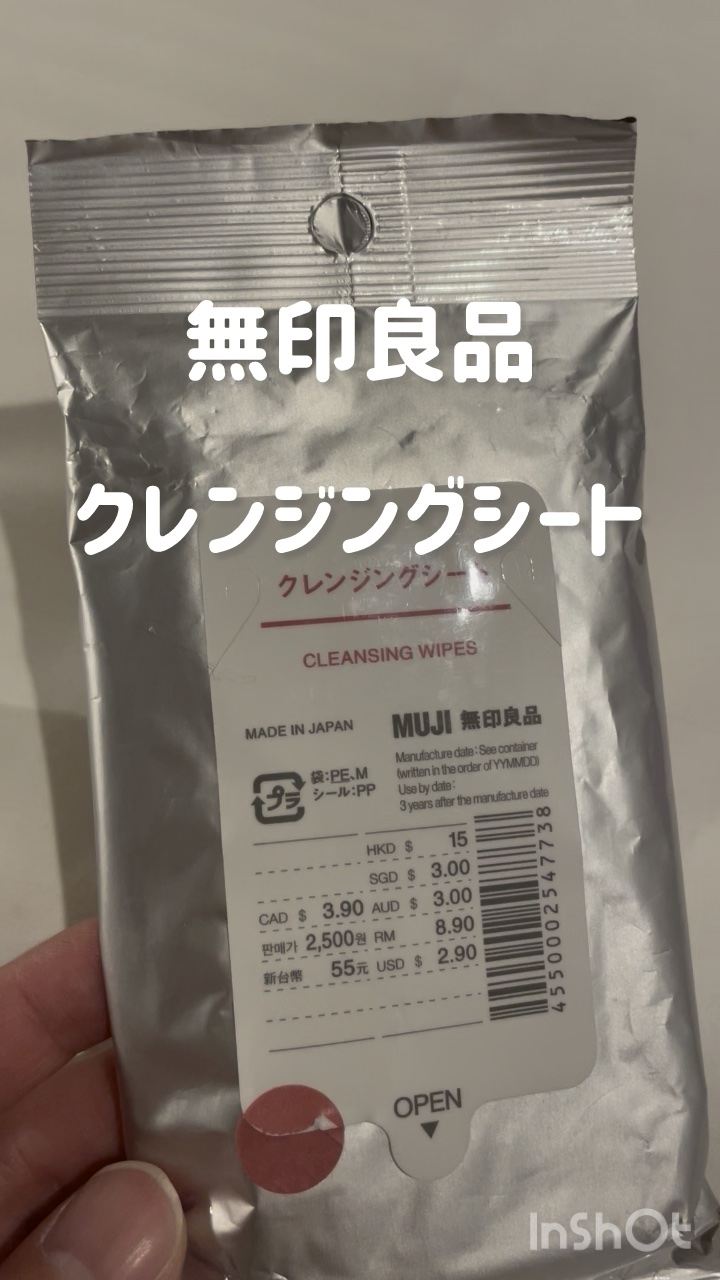 無印良品
クレンジングシート
クレンジングシート
CLEANSING WIPES
MADE IN JAPAN
MUJI 無印良品
Manufacture date : See container
(written in the order of YYMMDD)
Use by date :
3 years after the manufacture date
プラ
袋:PE、M
シール:PP
HKD $ 15
SGD $ 3.00
CAD $ 3.90 AUD $ 3.00
판매가 2,500원 RM 8.90
新台幣 55元 USD $ 2.90
4550002547738
OPEN
InShOt